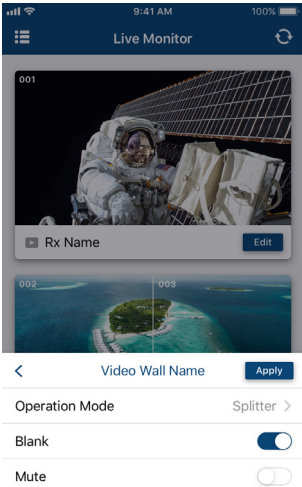 9:41 AM 100%
Live Monitor
001
Rx Name Edit
002 003
Video Wall Name Apply
Operation Mode Splitter
Blank
Mute